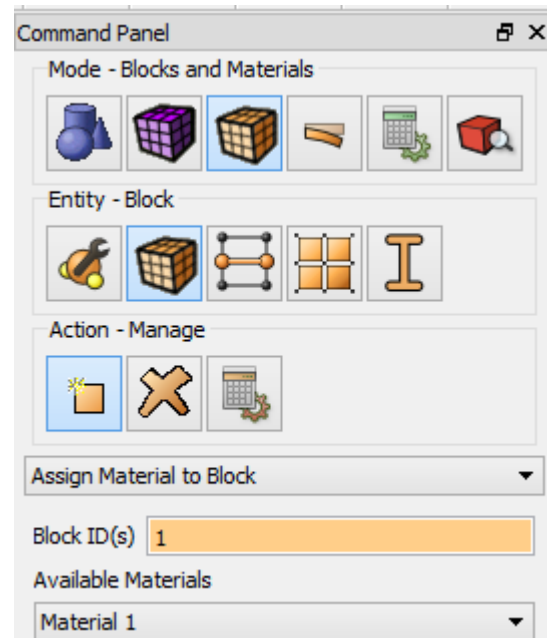 Command Panel
Mode - Blocks and Materials
Entity - Block
Action - Manage
Assign Material to Block
Block ID(s) 1
Available Materials
Material 1